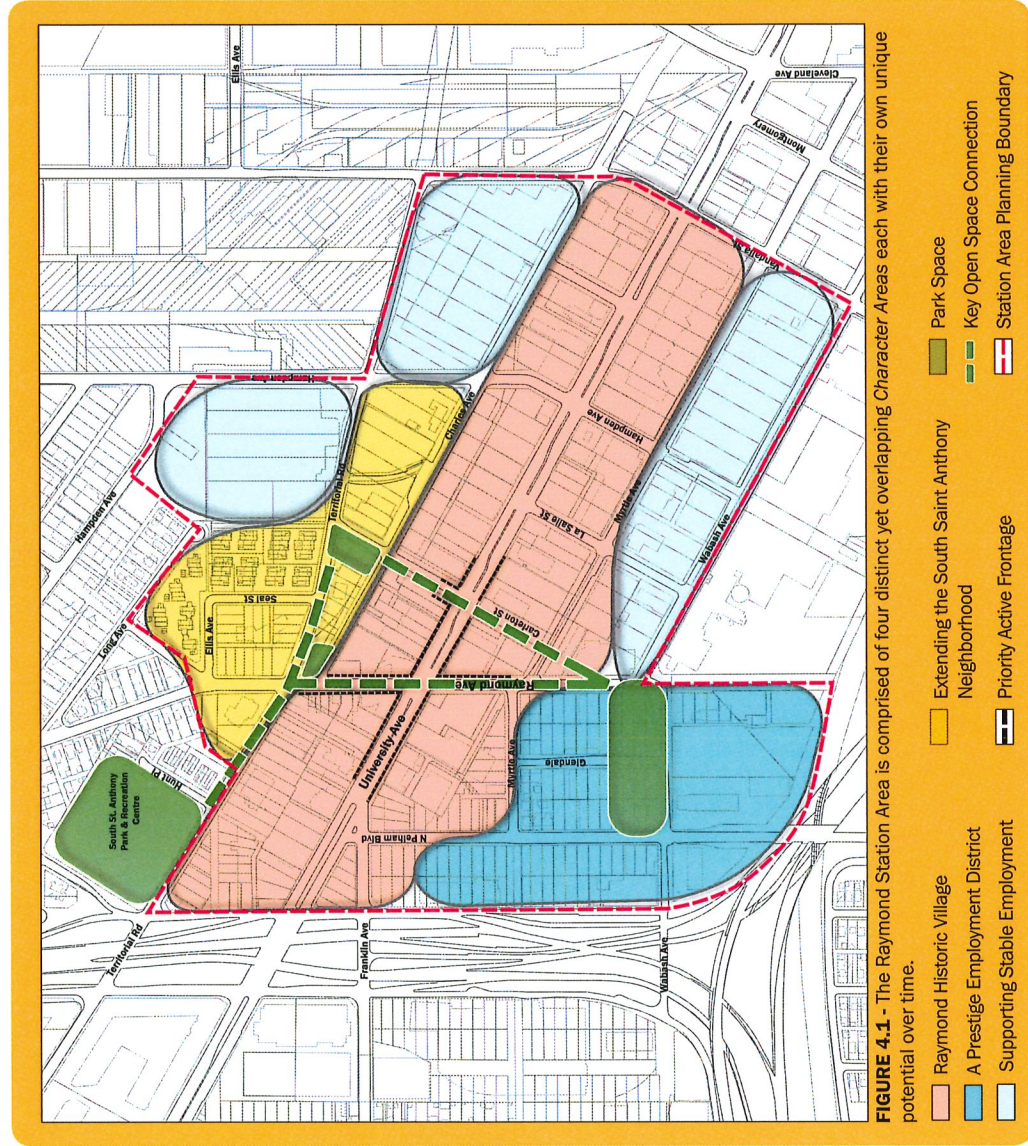 Ellis Ave
Cleveland Ave
Montgomery
Vandalia St
Hampden Ave
Hampden Ave
Charles Ave
Territorial Rd
Hampden Ave
Myrtle Ave
La Salle St
Wabash Ave
Seal St
Ellis Ave
Long Ave
Carleton St
Raymond Ave
University Ave
Myrtle Ave
Glendale
Hunt Pl
South St. Anthony
Park & Recreation
Centre
N Pelham Blvd
Territorial Rd
Franklin Ave
Wabash Ave
FIGURE 4.1 - The Raymond Station Area is comprised of four distinct yet overlapping Character Areas each with their own unique
potential over time.
Raymond Historic Village
A Prestige Employment District
Supporting Stable Employment
Extending the South Saint Anthony
Neighborhood
Priority Active Frontage
Park Space
Key Open Space Connection
Station Area Planning Boundary